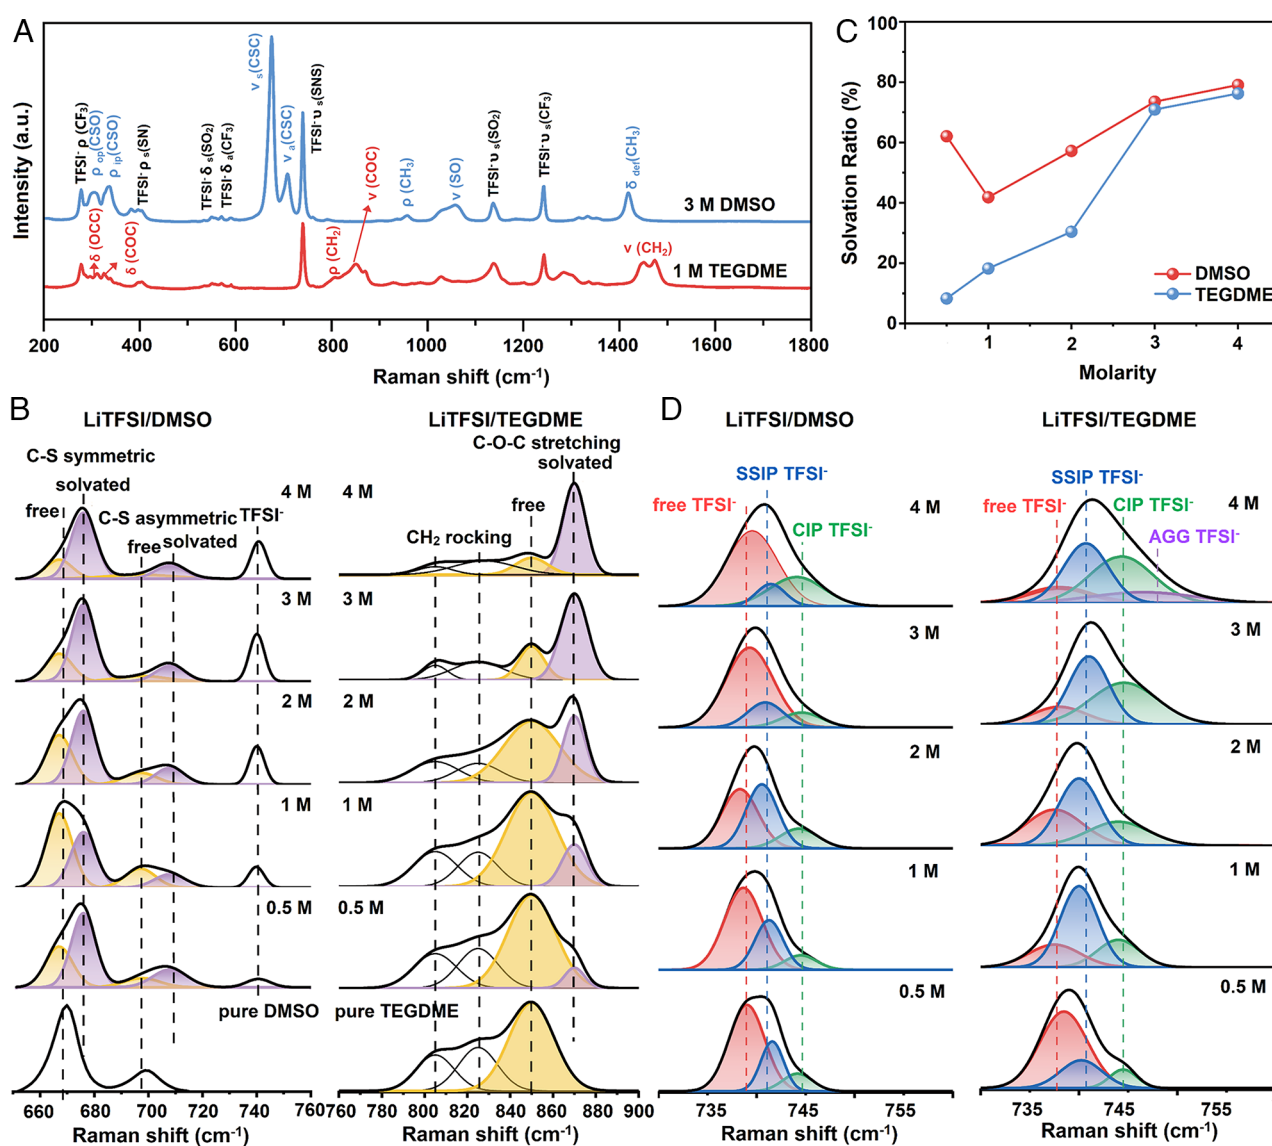 A
Intensity (a.u.)
TFSI- ρ (CF3)
ρ op(CSO)
ρ ip(CSO)
TFSI- ρ s(SN)
TFSI- δ s(SO2)
TFSI- δ a(CF3)
ν s(CSC)
ν a(CSC)
TFSI- υ s(SNS)
ν (COC)
ρ (CH3)
ν (SO)
TFSI- υ s(SO2)
TFSI- υ s(CF3)
δ def(CH3)
3 M DMSO
δ (OCC)
δ (COC)
ρ (CH2)
ν (CH2)
1 M TEGDME
200 400 600 800 1000 1200 1400 1600 1800
Raman shift (cm-1)
C
Solvation Ratio (%)
100
80
60
40
20
0
DMSO
TEGDME
1 2 3 4
Molarity
B
LiTFSI/DMSO
C-S symmetric
solvated
free
4 M
C-S asymmetric
free
solvated
TFSI-
3 M
2 M
1 M
0.5 M
pure DMSO
660 680 700 720 740 760
Raman shift (cm-1)
LiTFSI/TEGDME
C-O-C stretching
solvated
4 M
free
CH2 rocking
3 M
2 M
1 M
0.5 M
pure TEGDME
760 780 800 820 840 860 880 900
Raman shift (cm-1)
D
LiTFSI/DMSO
SSIP TFSI-
free TFSI-
4 M
CIP TFSI-
3 M
2 M
1 M
0.5 M
735 745 755
Raman shift (cm-1)
LiTFSI/TEGDME
SSIP TFSI-
free TFSI-
CIP TFSI-
4 M
AGG TFSI-
3 M
2 M
1 M
0.5 M
735 745 755
Raman shift (cm-1)